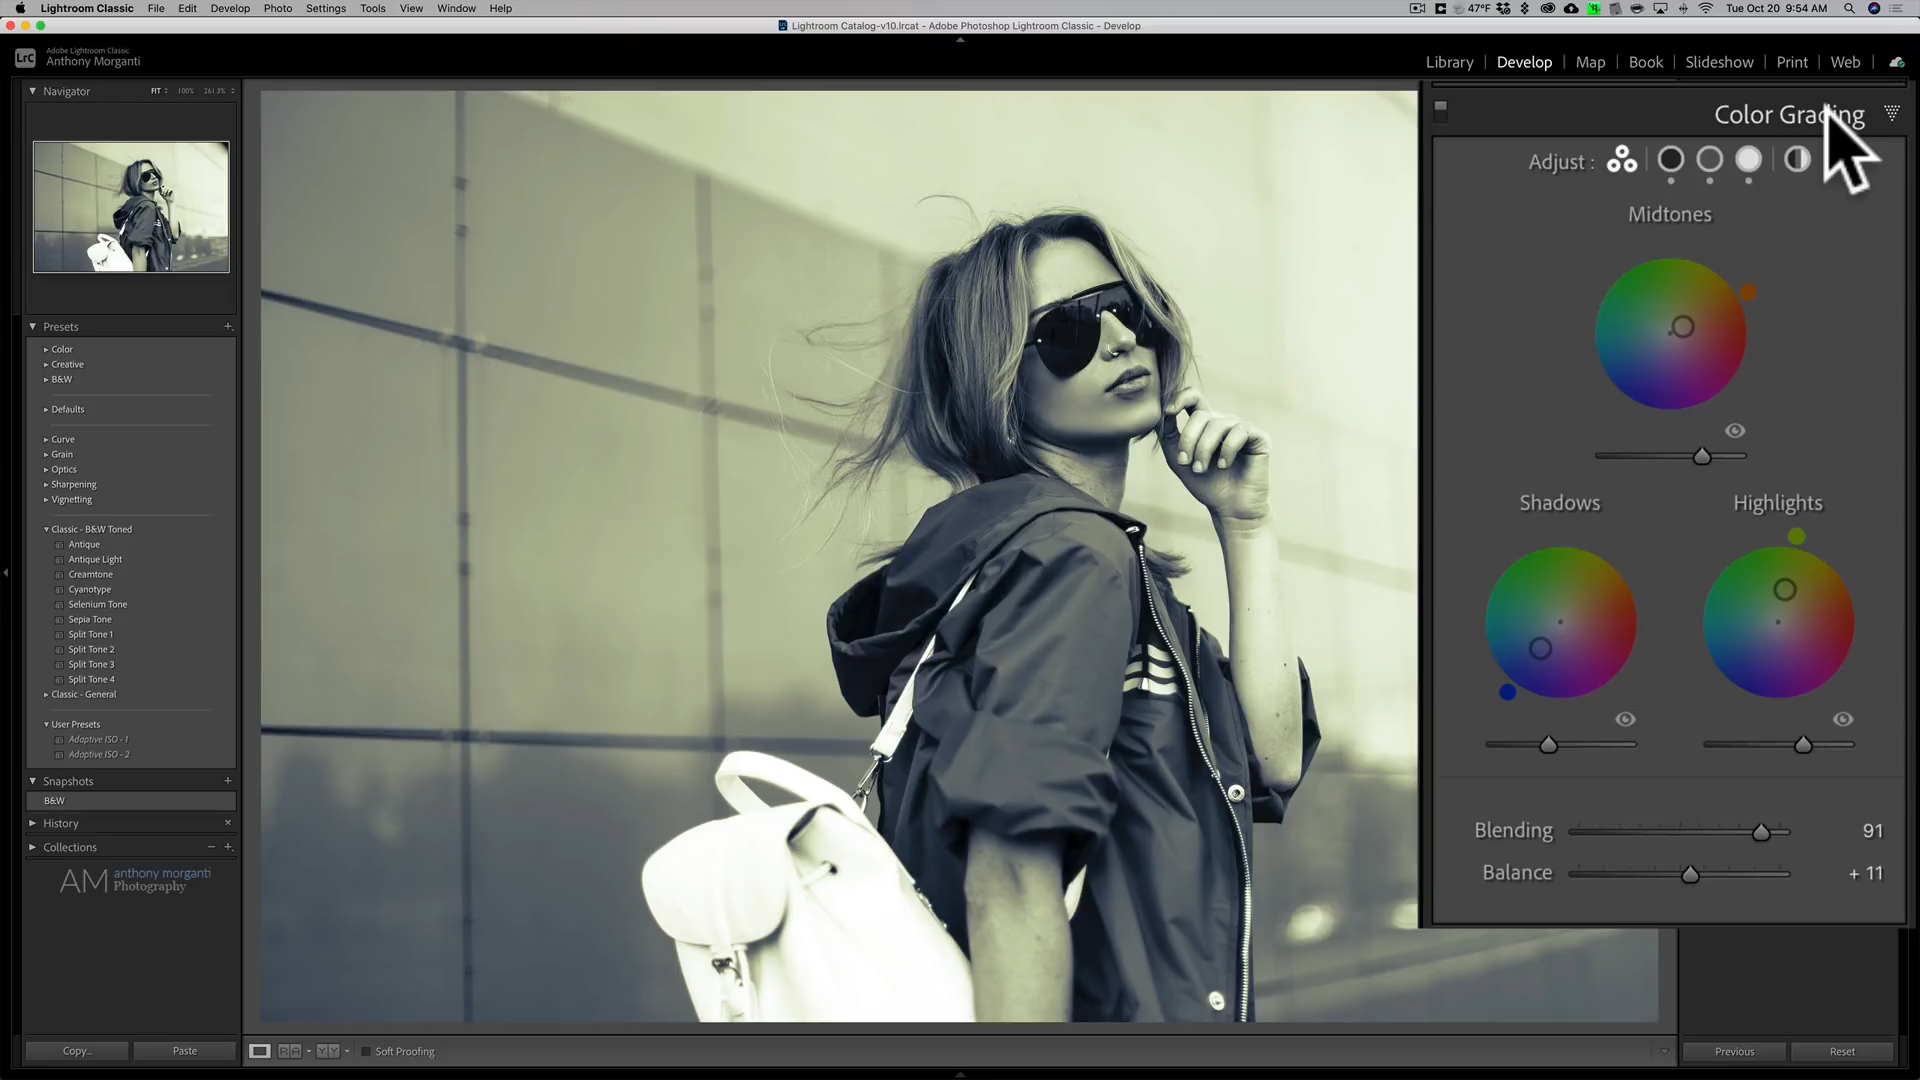 Lightroom Classic File Edit Develop Photo Settings Tools View Window Help
47°F Tue Oct 20 9:54 AM
Lightroom Catalog-v10.lrcat - Adobe Photoshop Lightroom Classic - Develop
LrC
Adobe Lightroom Classic
Anthony Morganti
Library | Develop | Map | Book | Slideshow | Print | Web
Navigator FIT 100% 261.3%
Presets +
Color
Creative
B&W
Defaults
Curve
Grain
Optics
Sharpening
Vignetting
Classic - B&W Toned
Antique
Antique Light
Creamtone
Cyanotype
Selenium Tone
Sepia Tone
Split Tone 1
Split Tone 2
Split Tone 3
Split Tone 4
Classic - General
User Presets
Adaptive ISO - 1
Adaptive ISO - 2
Snapshots +
B&W
History ×
Collections − +
AM anthony morganti
Photography
Copy... Paste
Soft Proofing
Color Grading
Adjust :
Midtones
Shadows Highlights
Blending 91
Balance + 11
Previous Reset